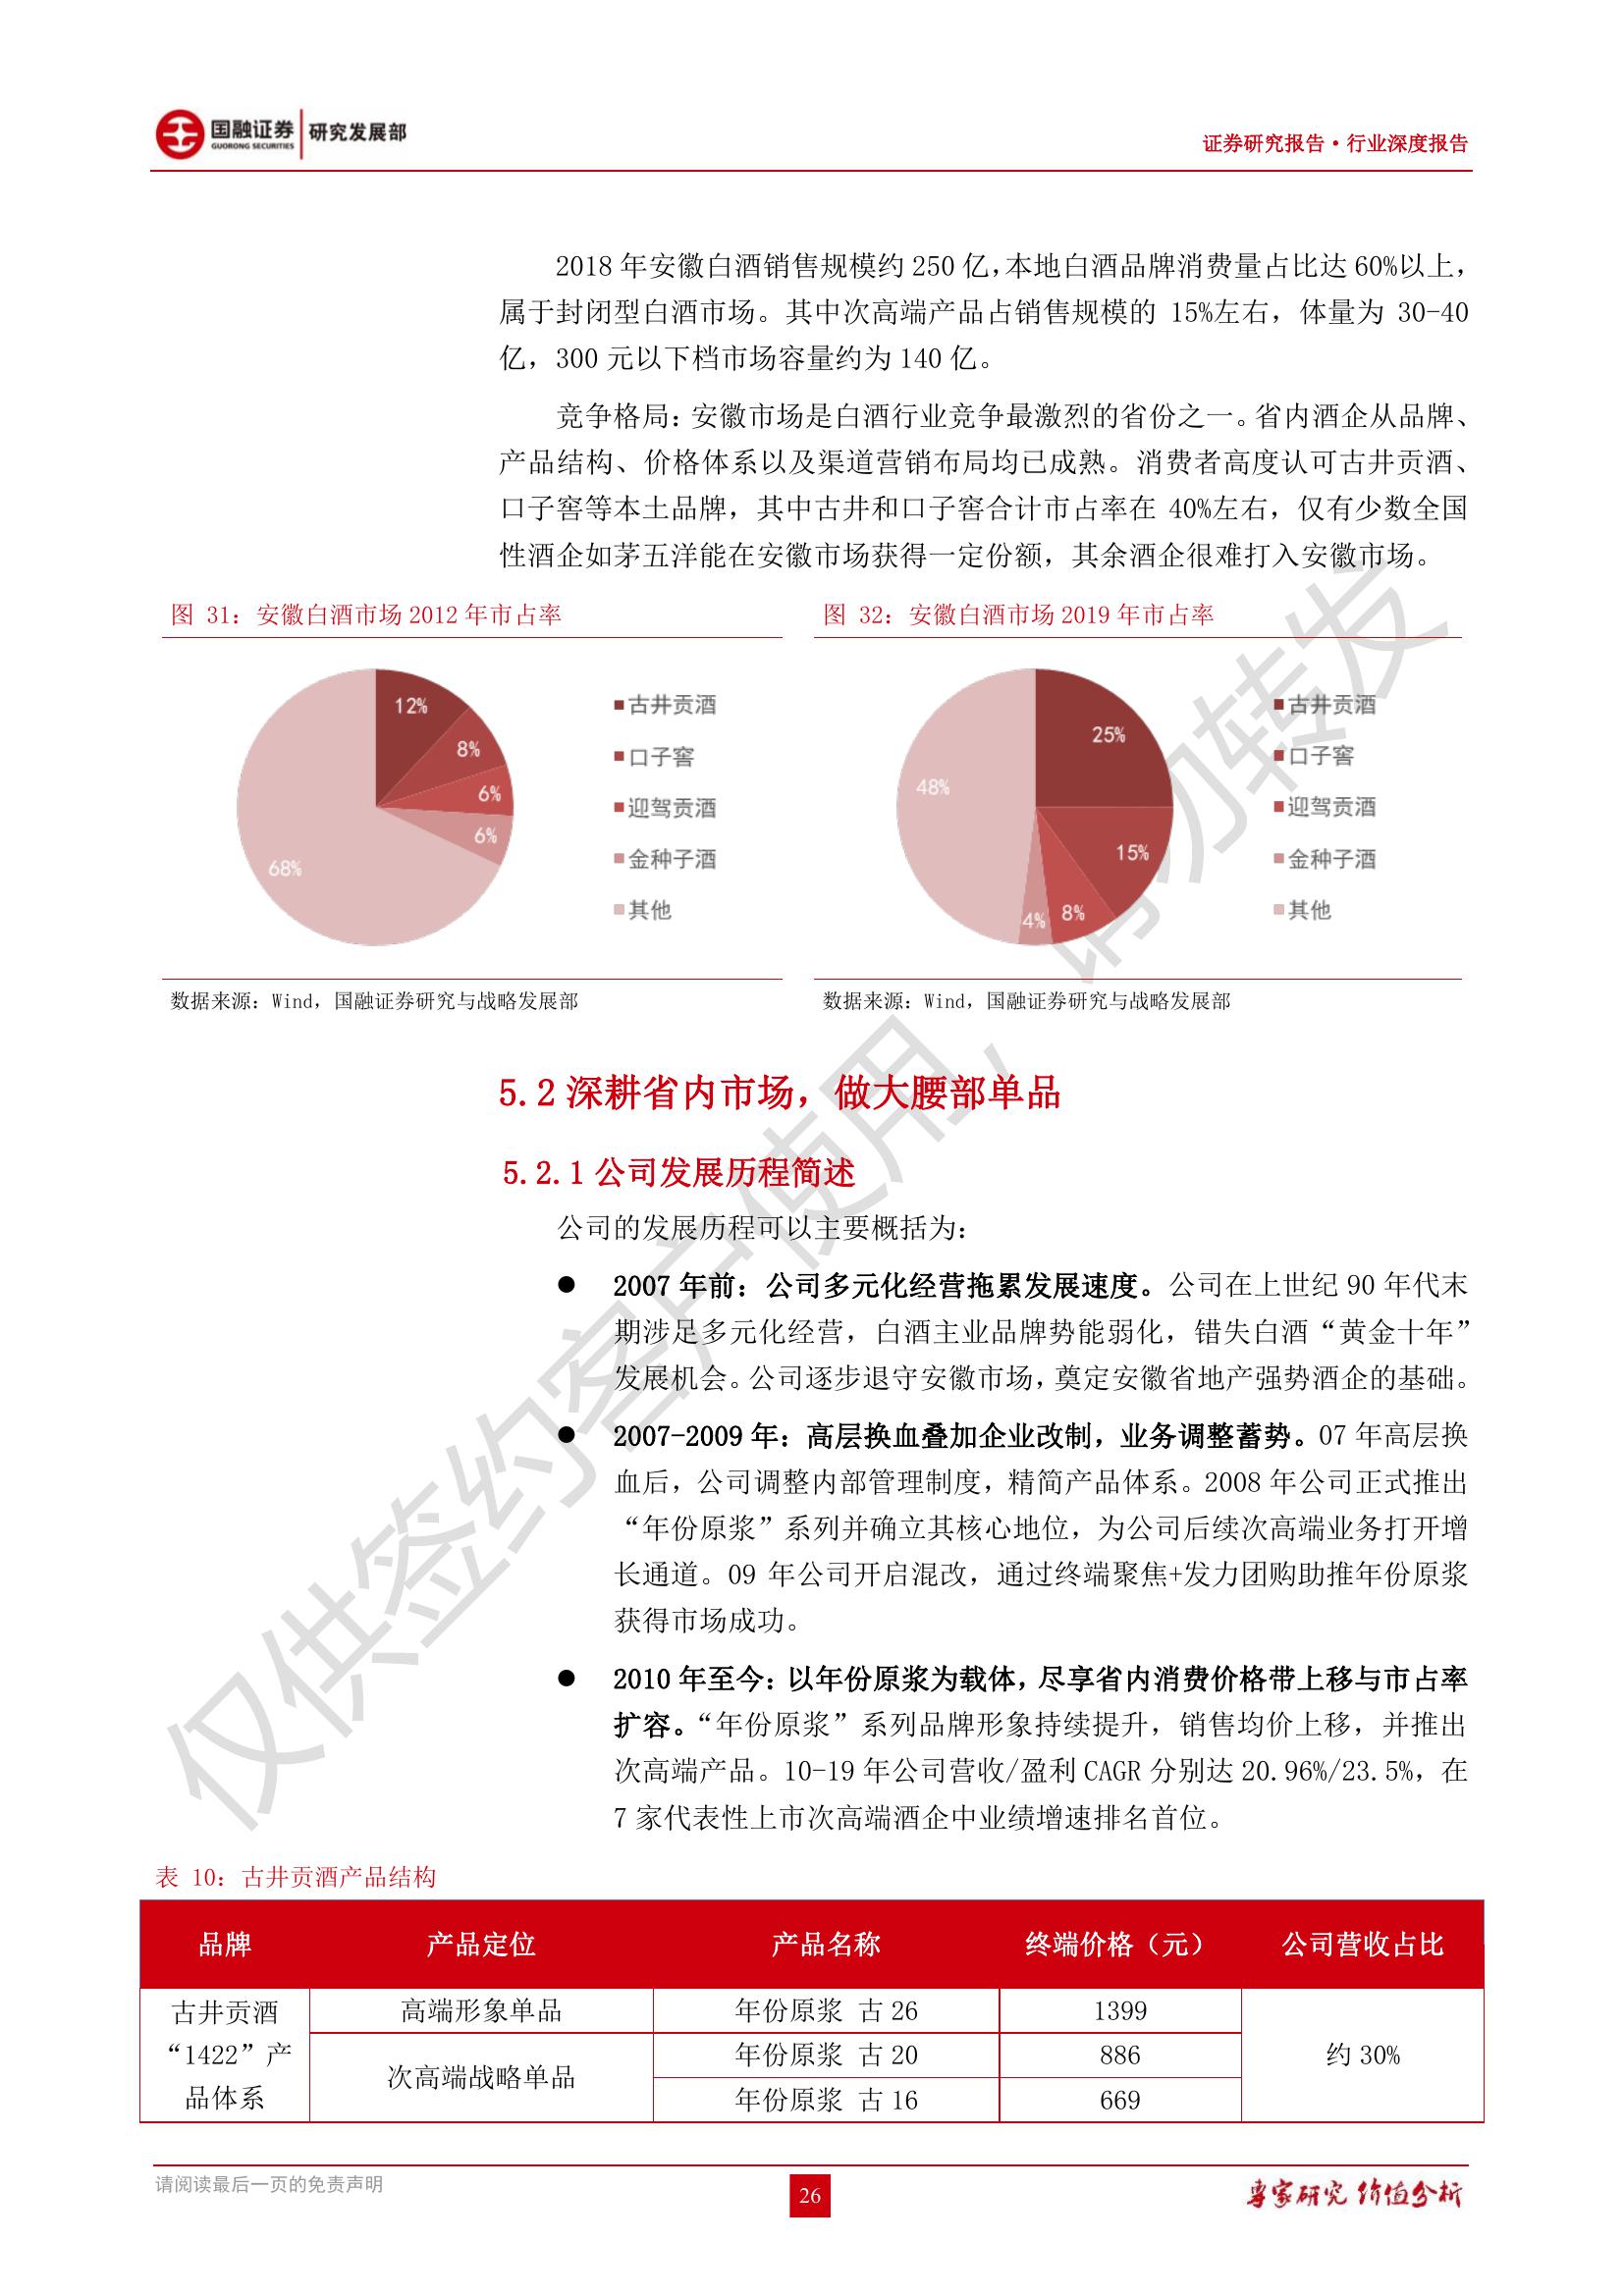 国融证券
GUORONG SECURITIES
研究发展部
证券研究报告·行业深度报告
2018 年安徽白酒销售规模约 250 亿，本地白酒品牌消费量占比达 60%以上，
属于封闭型白酒市场。其中次高端产品占销售规模的 15%左右，体量为 30-40
亿，300 元以下档市场容量约为 140 亿。
竞争格局：安徽市场是白酒行业竞争最激烈的省份之一。省内酒企从品牌、
产品结构、价格体系以及渠道营销布局均已成熟。消费者高度认可古井贡酒、
口子窖等本土品牌，其中古井和口子窖合计市占率在 40%左右，仅有少数全国
性酒企如茅五洋能在安徽市场获得一定份额，其余酒企很难打入安徽市场。
图 31：安徽白酒市场 2012 年市占率
12%
8%
6%
6%
68%
古井贡酒
口子窖
迎驾贡酒
金种子酒
其他
数据来源：Wind，国融证券研究与战略发展部
图 32：安徽白酒市场 2019 年市占率
25%
15%
8%
4%
48%
古井贡酒
口子窖
迎驾贡酒
金种子酒
其他
数据来源：Wind，国融证券研究与战略发展部
5.2 深耕省内市场，做大腰部单品
5.2.1 公司发展历程简述
公司的发展历程可以主要概括为：
● 2007 年前：公司多元化经营拖累发展速度。公司在上世纪 90 年代末
期涉足多元化经营，白酒主业品牌势能弱化，错失白酒“黄金十年”
发展机会。公司逐步退守安徽市场，奠定安徽省地产强势酒企的基础。
● 2007-2009 年：高层换血叠加企业改制，业务调整蓄势。07 年高层换
血后，公司调整内部管理制度，精简产品体系。2008 年公司正式推出
“年份原浆”系列并确立其核心地位，为公司后续次高端业务打开增
长通道。09 年公司开启混改，通过终端聚焦+发力团购助推年份原浆
获得市场成功。
● 2010 年至今：以年份原浆为载体，尽享省内消费价格带上移与市占率
扩容。“年份原浆”系列品牌形象持续提升，销售均价上移，并推出
次高端产品。10-19 年公司营收/盈利 CAGR 分别达 20.96%/23.5%，在
7 家代表性上市次高端酒企中业绩增速排名首位。
表 10：古井贡酒产品结构
品牌 产品定位 产品名称 终端价格（元） 公司营收占比
古井贡酒
“1422”产
品体系
高端形象单品 年份原浆 古 26 1399
次高端战略单品
年份原浆 古 20 886
年份原浆 古 16 669
约 30%
仅供签约客户使用，请勿转发
请阅读最后一页的免责声明
26
专家研究 价值分析